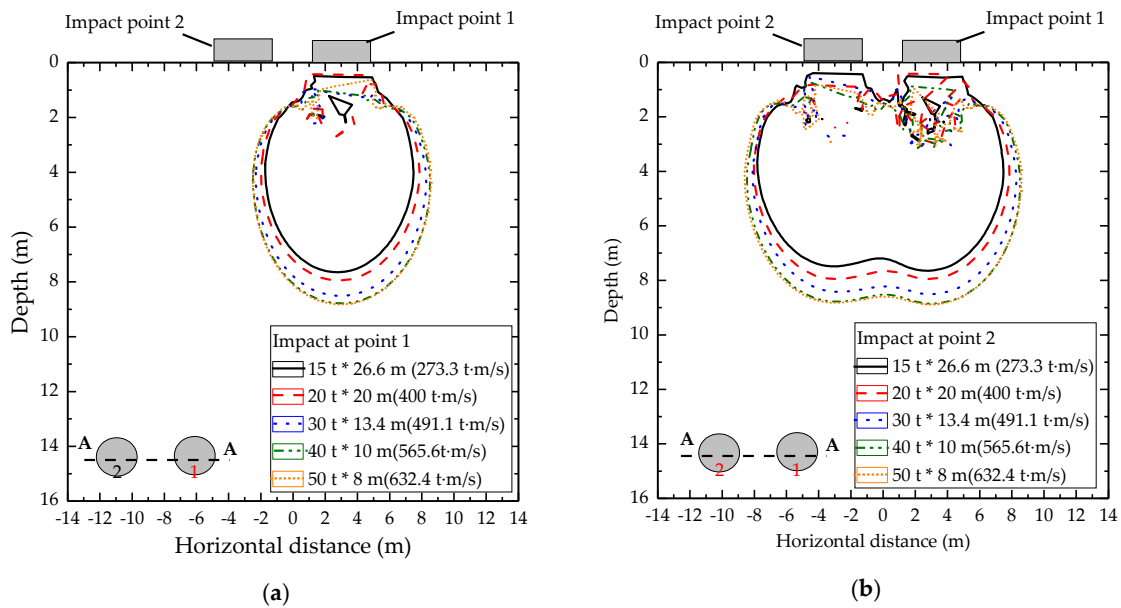 Impact point 2
Impact point 1
0
2
4
6
8
10
12
14
16
Depth (m)
-14 -12 -10 -8 -6 -4 -2 0 2 4 6 8 10 12 14
Horizontal distance (m)
Impact at point 1
15 t * 26.6 m (273.3 t·m/s)
20 t * 20 m(400 t·m/s)
30 t * 13.4 m(491.1 t·m/s)
40 t * 10 m(565.6t·m/s)
50 t * 8 m(632.4 t·m/s)
A A
2 1
(a)
Impact point 2
Impact point 1
0
2
4
6
8
10
12
14
16
Depth (m)
-14 -12 -10 -8 -6 -4 -2 0 2 4 6 8 10 12 14
Horizontal distance (m)
Impact at point 2
15 t * 26.6 m (273.3 t·m/s)
20 t * 20 m(400 t·m/s)
30 t * 13.4 m(491.1 t·m/s)
40 t * 10 m(565.6t·m/s)
50 t * 8 m(632.4 t·m/s)
A A
2 1
(b)